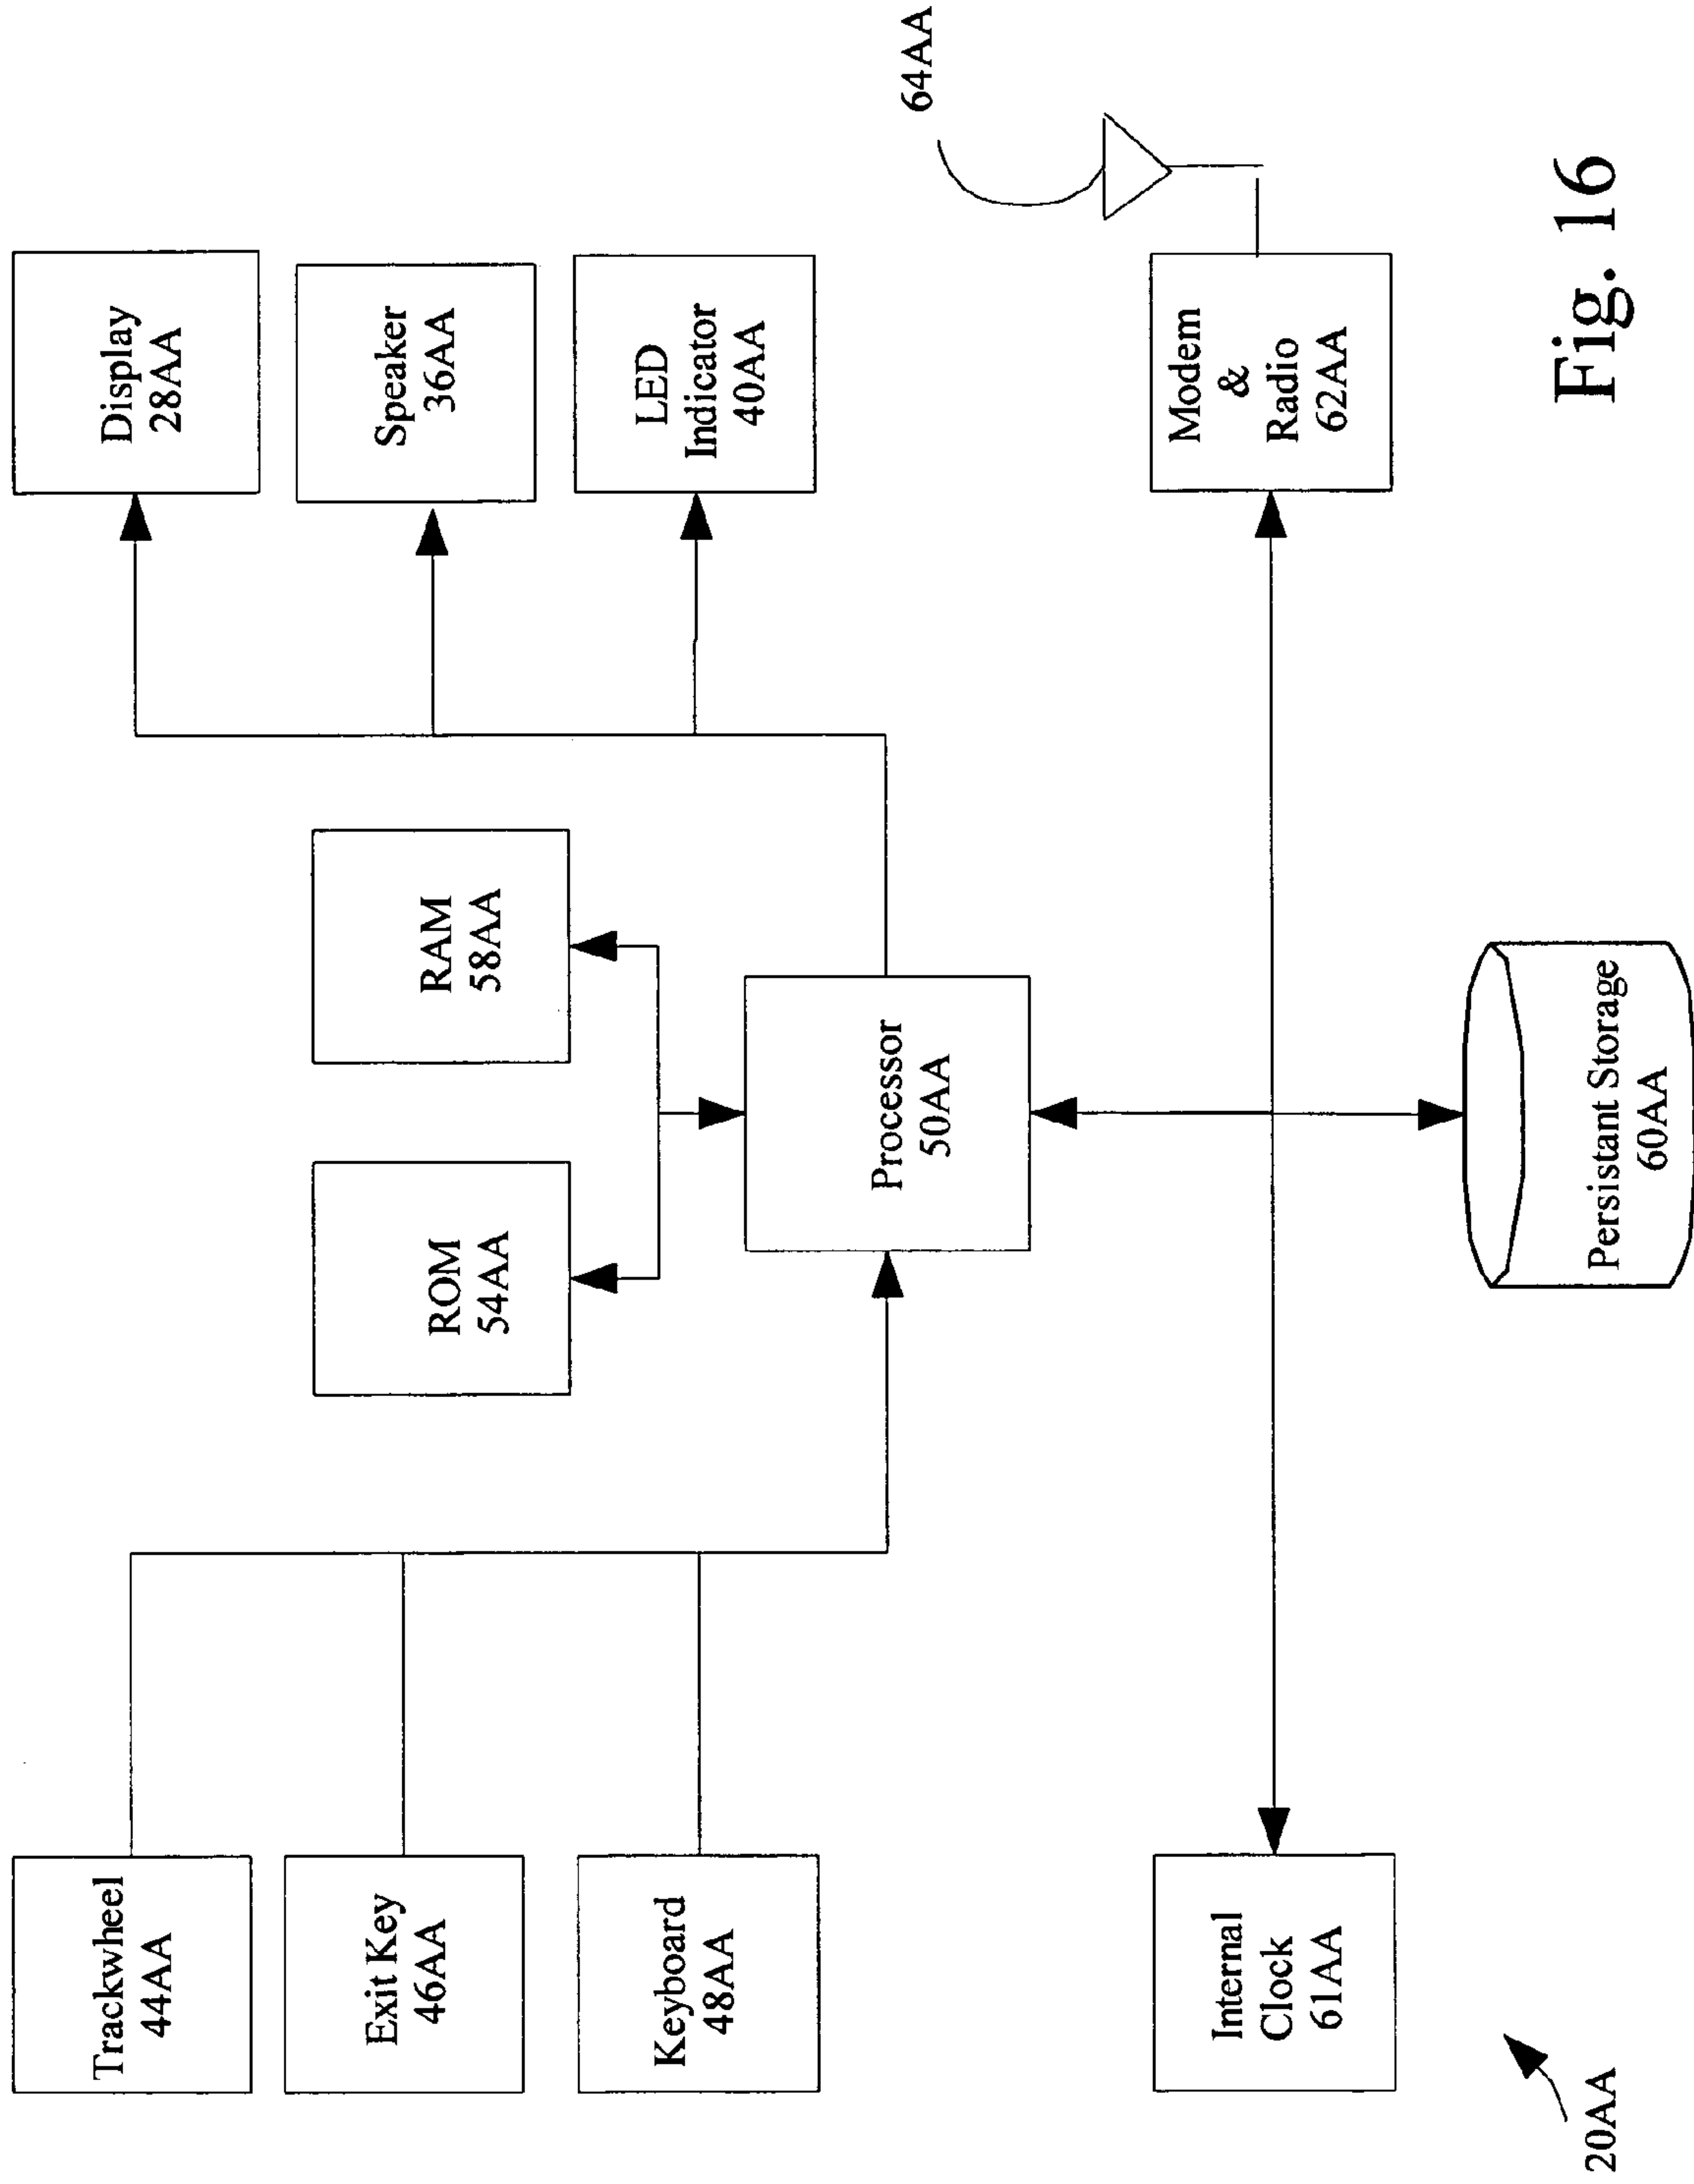 Trackwheel
44AA
Exit Key
46AA
Keyboard
48AA
ROM
54AA
RAM
58AA
Display
28AA
Speaker
36AA
LED
Indicator
40AA
Processor
50AA
64AA
Internal
Clock
61AA
Modem
&
Radio
62AA
Persistant Storage
60AA
20AA
Fig. 16